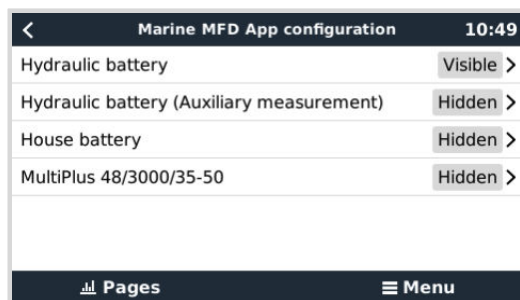 Marine MFD App configuration 10:49
Hydraulic battery Visible
Hydraulic battery (Auxiliary measurement) Hidden
House battery Hidden
MultiPlus 48/3000/35-50 Hidden
Pages Menu